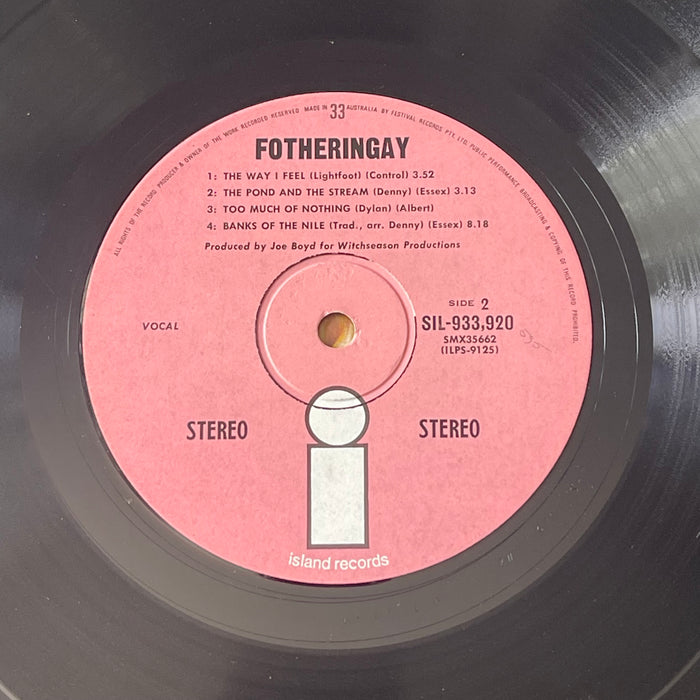 ALL RIGHTS OF THE RECORD PRODUCER & OWNER OF THE WORK RECORDED RESERVED MADE IN 33 AUSTRALIA BY FESTIVAL RECORDS PTY. LTD. PUBLIC PERFORMANCE BROADCASTING & COPYING OF THIS RECORD PROHIBITED.
FOTHERINGAY
1: THE WAY I FEEL (Lightfoot) (Control) 3.52
2: THE POND AND THE STREAM (Denny) (Essex) 3.13
3: TOO MUCH OF NOTHING (Dylan) (Albert)
4: BANKS OF THE NILE (Trad., arr. Denny) (Essex) 8.18
Produced by Joe Boyd for Witchseason Productions
VOCAL
SIDE 2
SIL-933,920
SMX35662
(ILPS-9125)
STEREO STEREO
island records